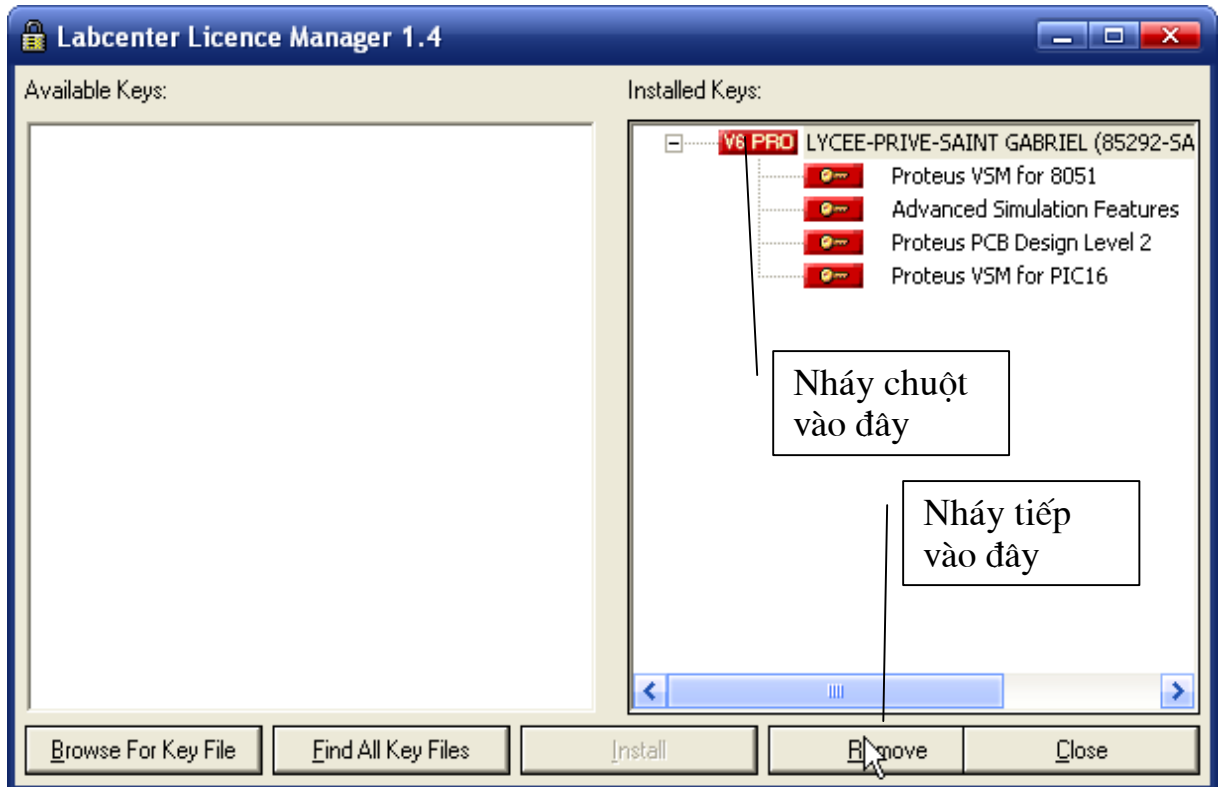 Labcenter Licence Manager 1.4
Available Keys:
Installed Keys:
V6 PRO LYCEE-PRIVE-SAINT GABRIEL (85292-SA
Proteus VSM for 8051
Advanced Simulation Features
Proteus PCB Design Level 2
Proteus VSM for PIC16
Nháy chuột
vào đây
Nháy tiếp
vào đây
Browse For Key File
Find All Key Files
Install
Remove
Close